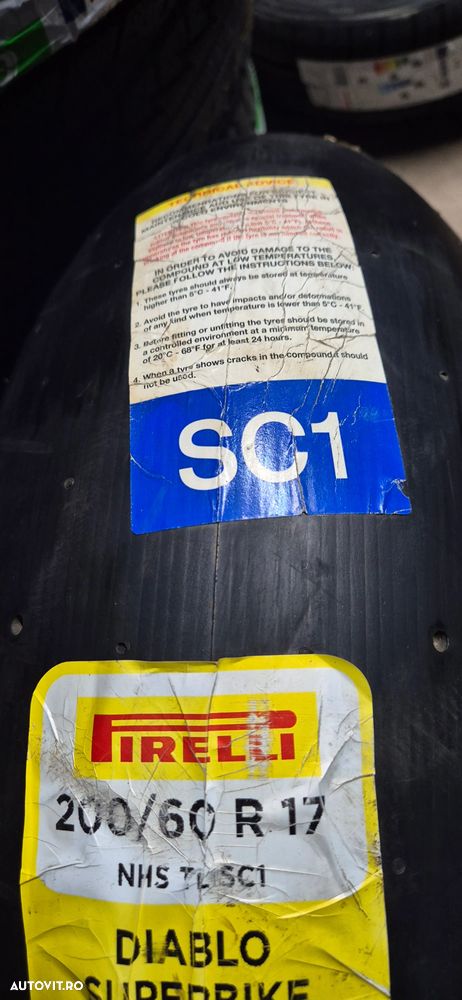 TECHNICAL ADVICE
IN ORDER TO AVOID DAMAGE TO THE
COMPOUND AT LOW TEMPERATURES
PLEASE FOLLOW THE INSTRUCTIONS BELOW:
1. These tyres should always be stored at temperature
higher than 5°C - 41°F.
2. Avoid the tyre to have impacts and/or deformations
of any kind when temperature is lower than 5°C - 41°F.
3. Before fitting or unfitting the tyres should be stored in
a controlled environment at a minimum temperature
of 20°C - 68°F for at least 24 hours.
4. When a tyre shows cracks in the compound it should
not be used.
SC1
PIRELLI
200/60 R 17
NHS TL SC1
DIABLO
SUPERBIKE
AUTOVIT.RO